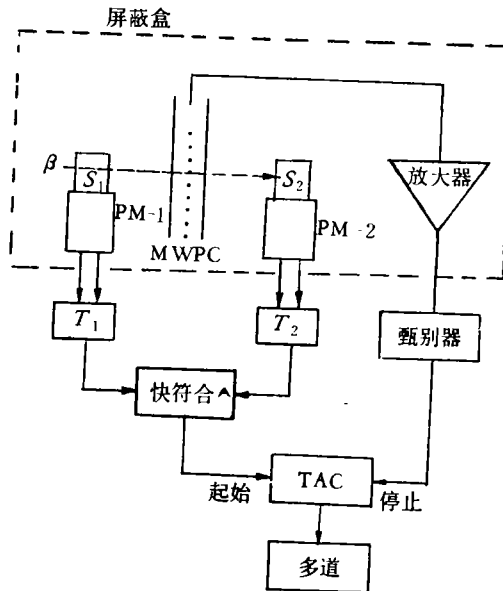 屏蔽盒
β
S₁
S₂
放大器
PM-1
PM-2
MWPC
T₁
T₂
甄别器
快符合
起始
TAC
停止
多道